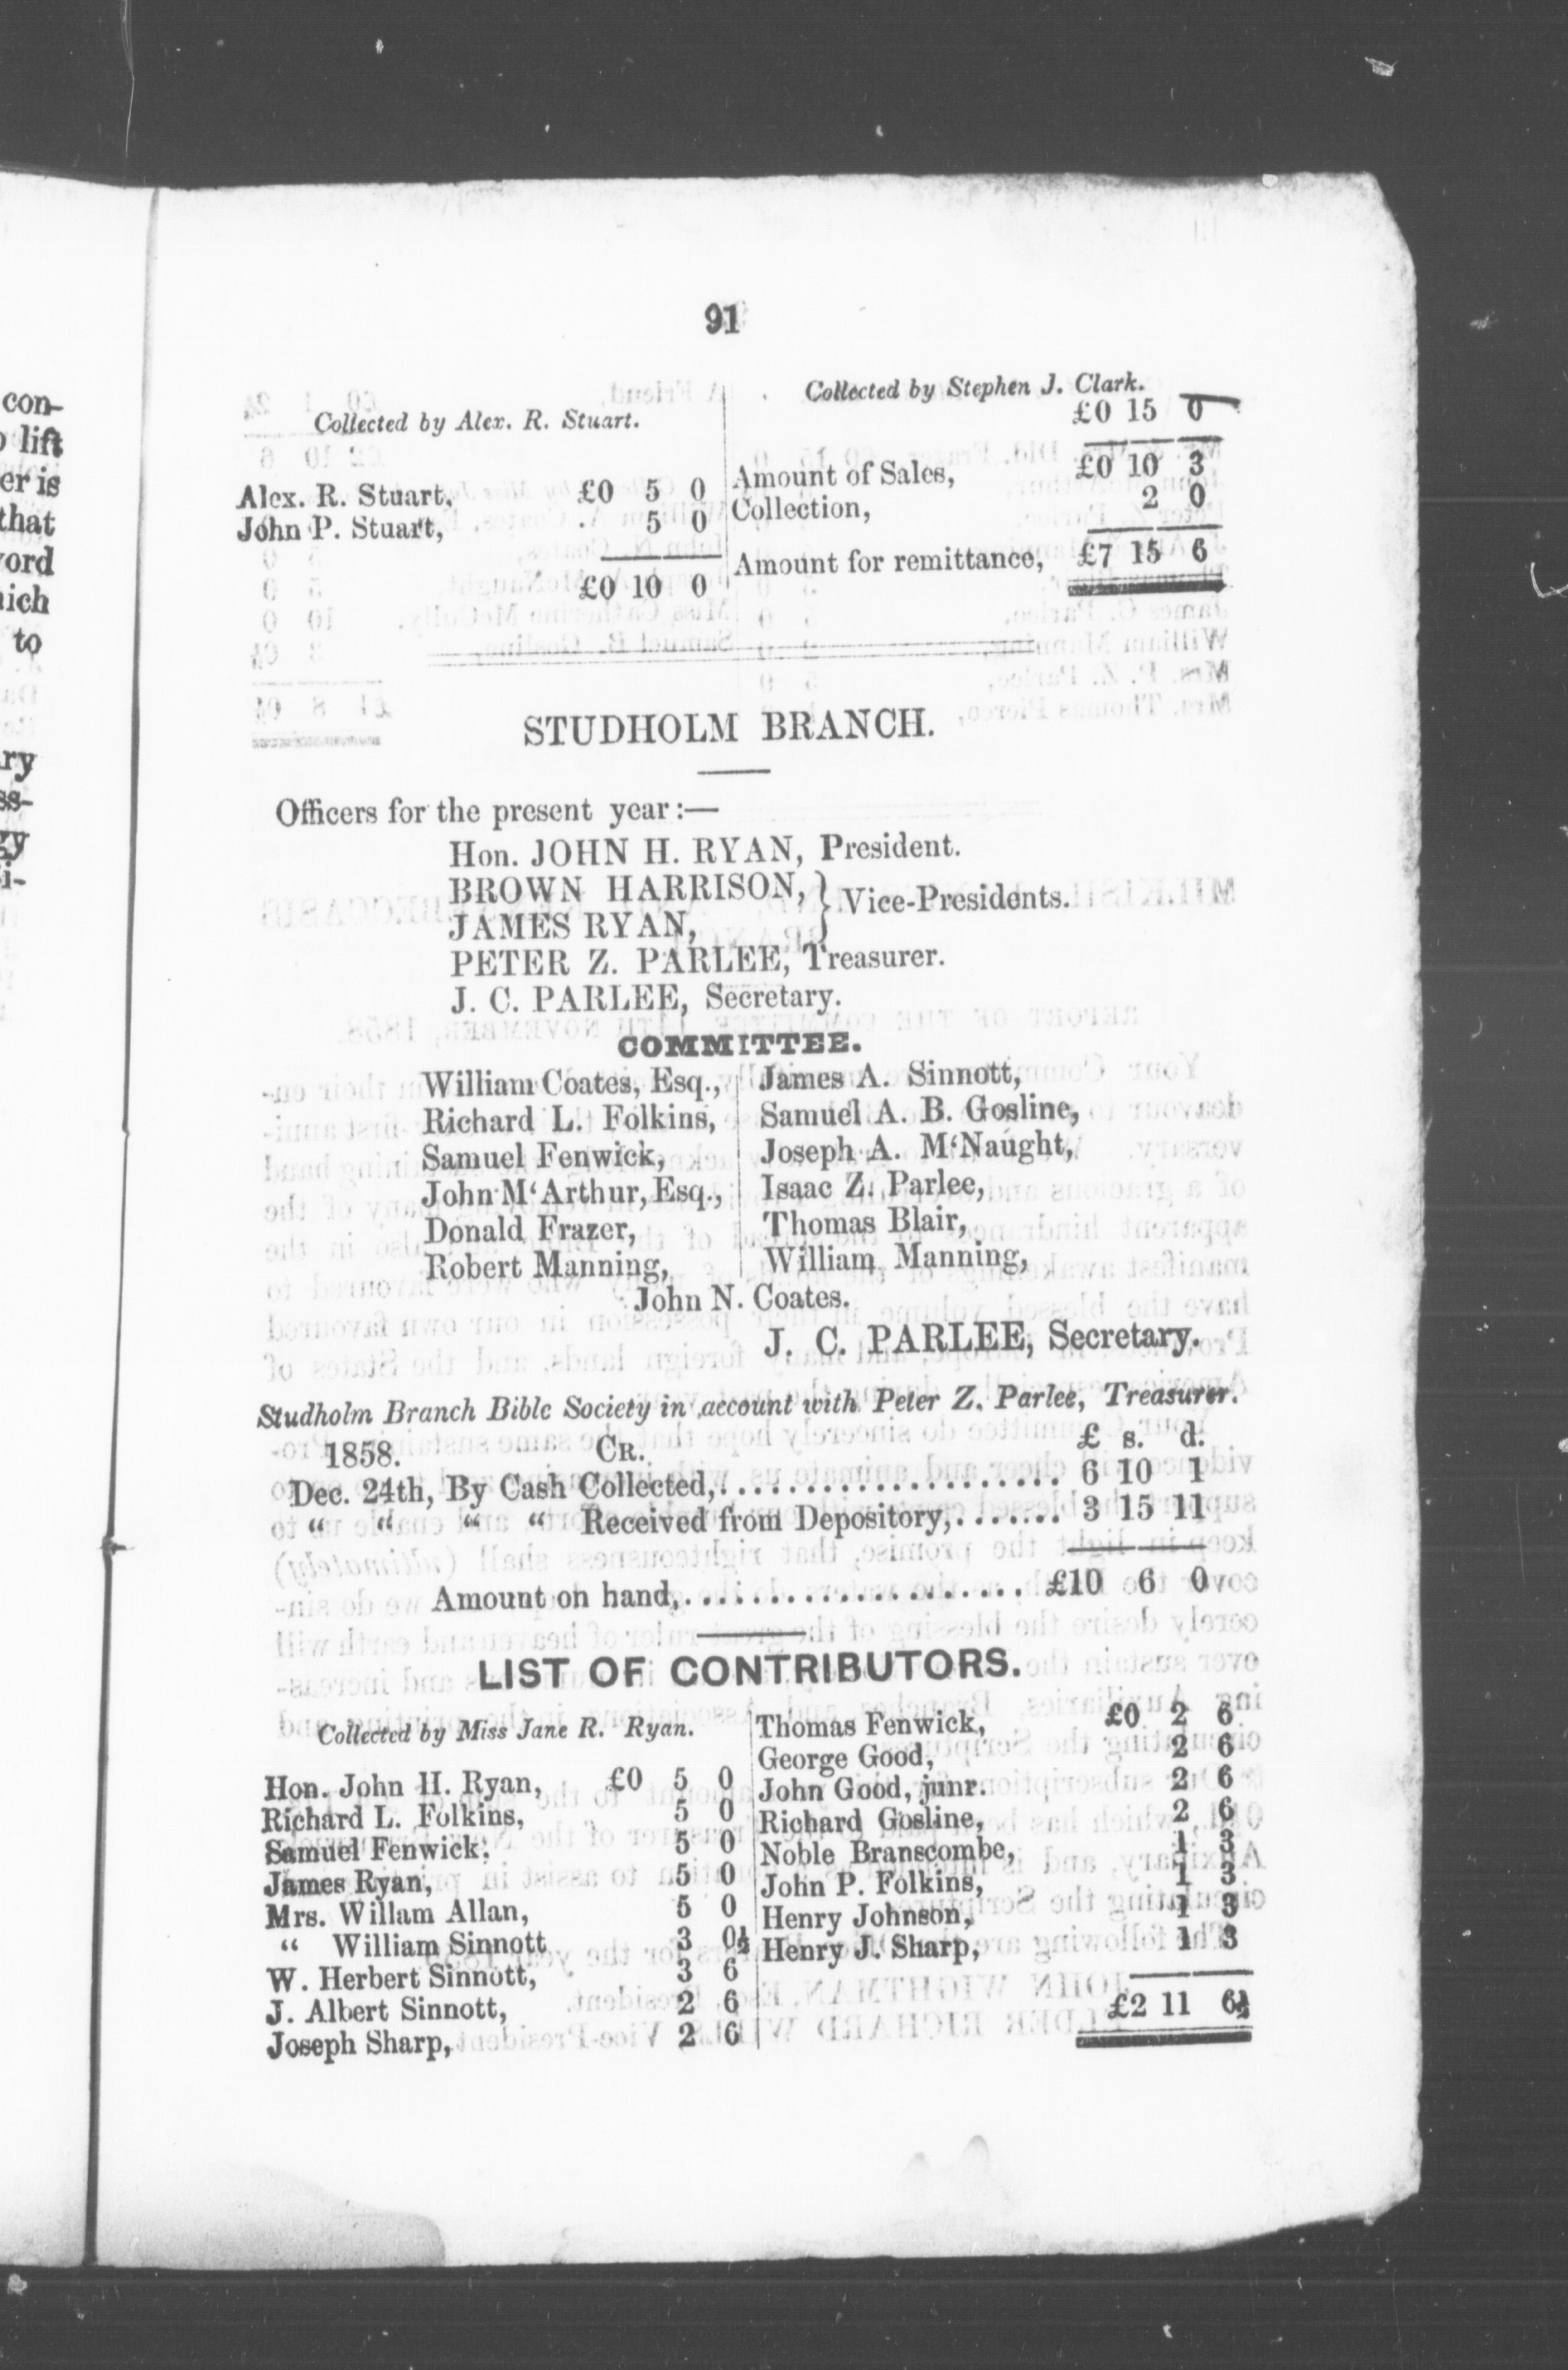 91
Collected by Alex. R. Stuart.
Alex. R. Stuart, £0 5 0
John P. Stuart, 5 0
£0 10 0
Collected by Stephen J. Clark.
£0 15 0
Amount of Sales, £0 10 3
Collection, 2 0
Amount for remittance, £7 15 6
STUDHOLM BRANCH.
Officers for the present year:—
Hon. JOHN H. RYAN, President.
BROWN HARRISON, } Vice-Presidents.
JAMES RYAN,
PETER Z. PARLEE, Treasurer.
J. C. PARLEE, Secretary.
COMMITTEE.
William Coates, Esq.,
Richard L. Folkins,
Samuel Fenwick,
John M‘Arthur, Esq.,
Donald Frazer,
Robert Manning,
James A. Sinnott,
Samuel A. B. Gosline,
Joseph A. M‘Naught,
Isaac Z. Parlee,
Thomas Blair,
William Manning,
John N. Coates.
J. C. PARLEE, Secretary.
Studholm Branch Bible Society in account with Peter Z. Parlee, Treasurer.
1858. CR. £ s. d.
Dec. 24th, By Cash Collected,.................... 6 10 1
“ “ “ “ Received from Depository,....... 3 15 11
Amount on hand,.................... £10 6 0
LIST OF CONTRIBUTORS.
Collected by Miss Jane R. Ryan.
Hon. John H. Ryan, £0 5 0
Richard L. Folkins, 5 0
Samuel Fenwick, 5 0
James Ryan, 5 0
Mrs. Willam Allan, 5 0
“ William Sinnott 3 0½
W. Herbert Sinnott, 3 6
J. Albert Sinnott, 2 6
Joseph Sharp, 2 6
Thomas Fenwick, £0 2 6
George Good, 2 6
John Good, junr. 2 6
Richard Gosline, 2 6
Noble Branscombe, 1 3
John P. Folkins, 1 3
Henry Johnson, 1 3
Henry J. Sharp, 1 3
£2 11 6½